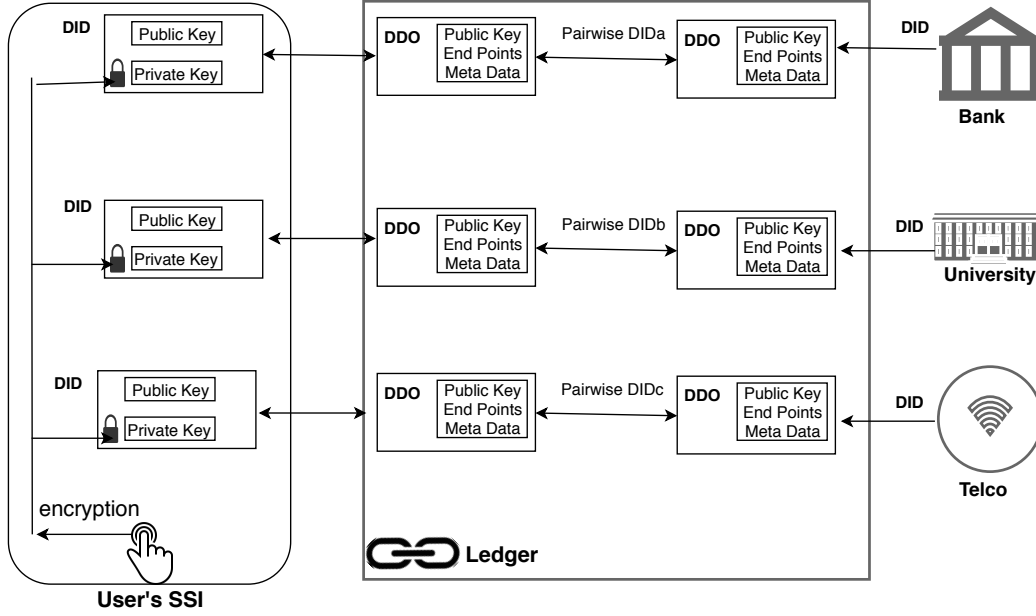 DID
Public Key
Private Key
DDO
Public Key
End Points
Meta Data
Pairwise DIDa
DDO
Public Key
End Points
Meta Data
DID
Bank
DID
Public Key
Private Key
DDO
Public Key
End Points
Meta Data
Pairwise DIDb
DDO
Public Key
End Points
Meta Data
DID
University
DID
Public Key
Private Key
DDO
Public Key
End Points
Meta Data
Pairwise DIDc
DDO
Public Key
End Points
Meta Data
DID
Telco
encryption
Ledger
User's SSI